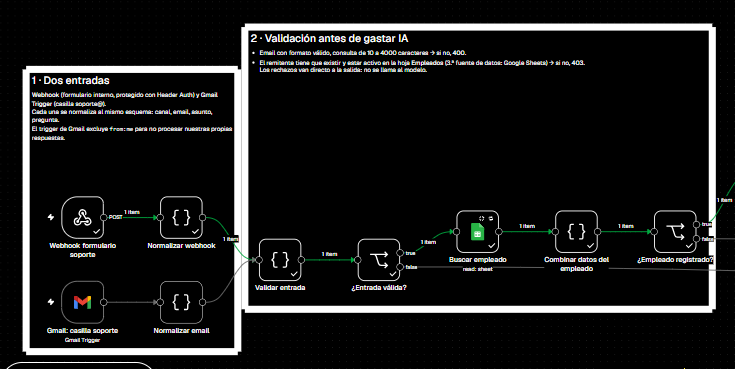 2 · Validación antes de gastar IA
Email con formato válido, consulta de 10 a 4000 caracteres → si no, 400.
El remitente tiene que existir y estar activo en la hoja Empleados (3.ª fuente de datos: Google Sheets) → si no, 403.
Los rechazos van directo a la salida: no se llama al modelo.
1 · Dos entradas
Webhook (formulario interno, protegido con Header Auth) y Gmail
Trigger (casilla soporte@).
Cada una se normaliza al mismo esquema: canal, email, asunto,
pregunta.
El trigger de Gmail excluye from:me para no procesar nuestras propias
respuestas.
POST
1 item
Webhook formulario
soporte
Normalizar webhook
1 item
Gmail: casilla soporte
Gmail Trigger
Normalizar email
Validar entrada
1 item
¿Entrada válida?
true
false
1 item
Buscar empleado
read: sheet
1 item
Combinar datos del
empleado
1 item
¿Empleado registrado?
true
false
1 item